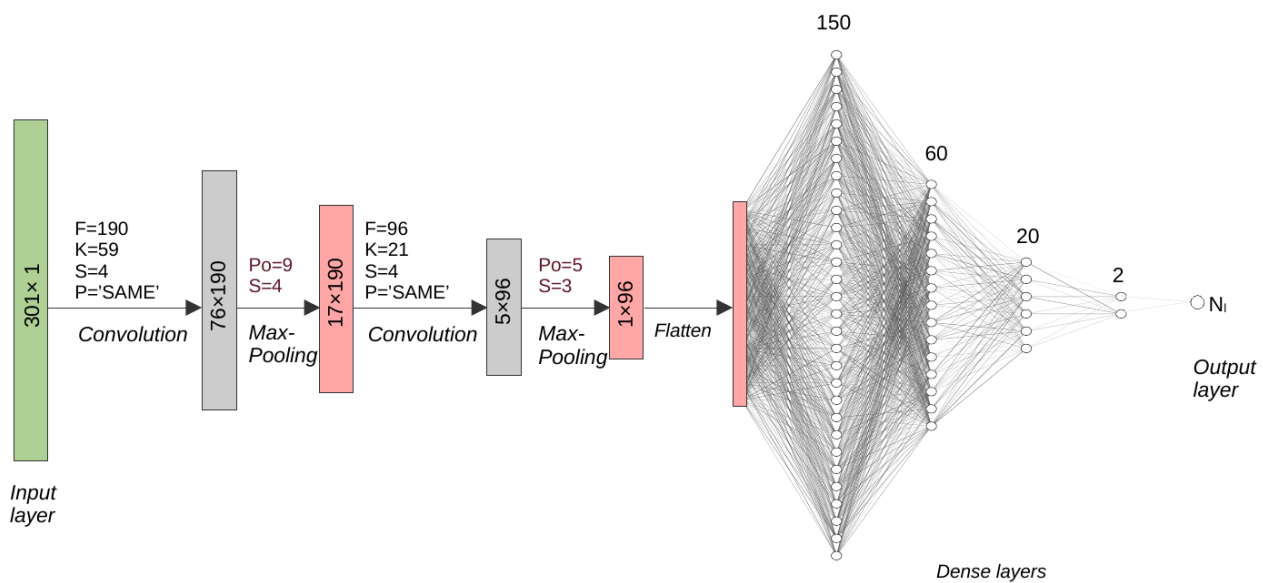 150
60
20
2
F=190
K=59
S=4
P='SAME'
Convolution
301× 1
Input
layer
76×190
Po=9
S=4
Max-
Pooling
17×190
F=96
K=21
S=4
P='SAME'
Convolution
5×96
Po=5
S=3
Max-
Pooling
1×96
Flatten
Nₗ
Output
layer
Dense layers